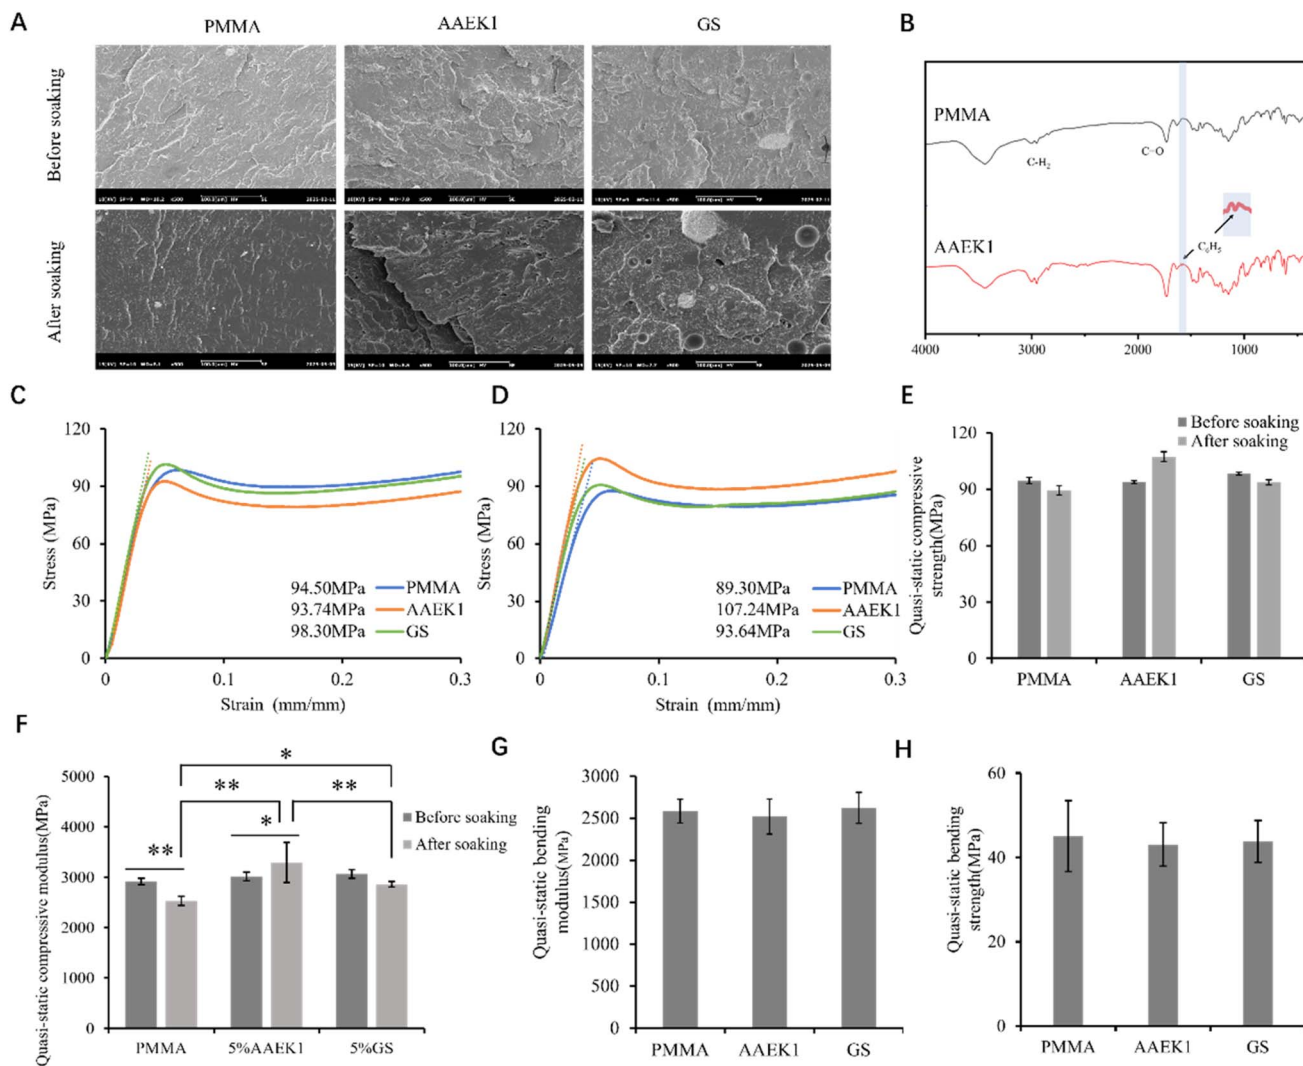 A
PMMA
AAEK1
GS
Before soaking
After soaking
B
PMMA
C-H₂
C=O
AAEK1
C₆H₅
4000
3000
2000
1000
C
Stress (MPa)
120
90
60
30
0
94.50MPa PMMA
93.74MPa AAEK1
98.30MPa GS
0
0.1
0.2
0.3
Strain (mm/mm)
D
Stress (MPa)
120
90
60
30
0
89.30MPa PMMA
107.24MPa AAEK1
93.64MPa GS
0
0.1
0.2
0.3
Strain (mm/mm)
E
Before soaking
After soaking
Quasi-static compressive
strength(MPa)
120
90
60
30
0
PMMA
AAEK1
GS
F
Quasi-static compressive modulus(MPa)
5000
4000
3000
2000
1000
0
*
**
**
*
**
Before soaking
After soaking
PMMA
5%AAEK1
5%GS
G
Quasi-static bending
modulus(MPa)
3000
2500
2000
1500
1000
500
0
PMMA
AAEK1
GS
H
Quasi-static bending
strength(MPa)
60
40
20
0
PMMA
AAEK1
GS